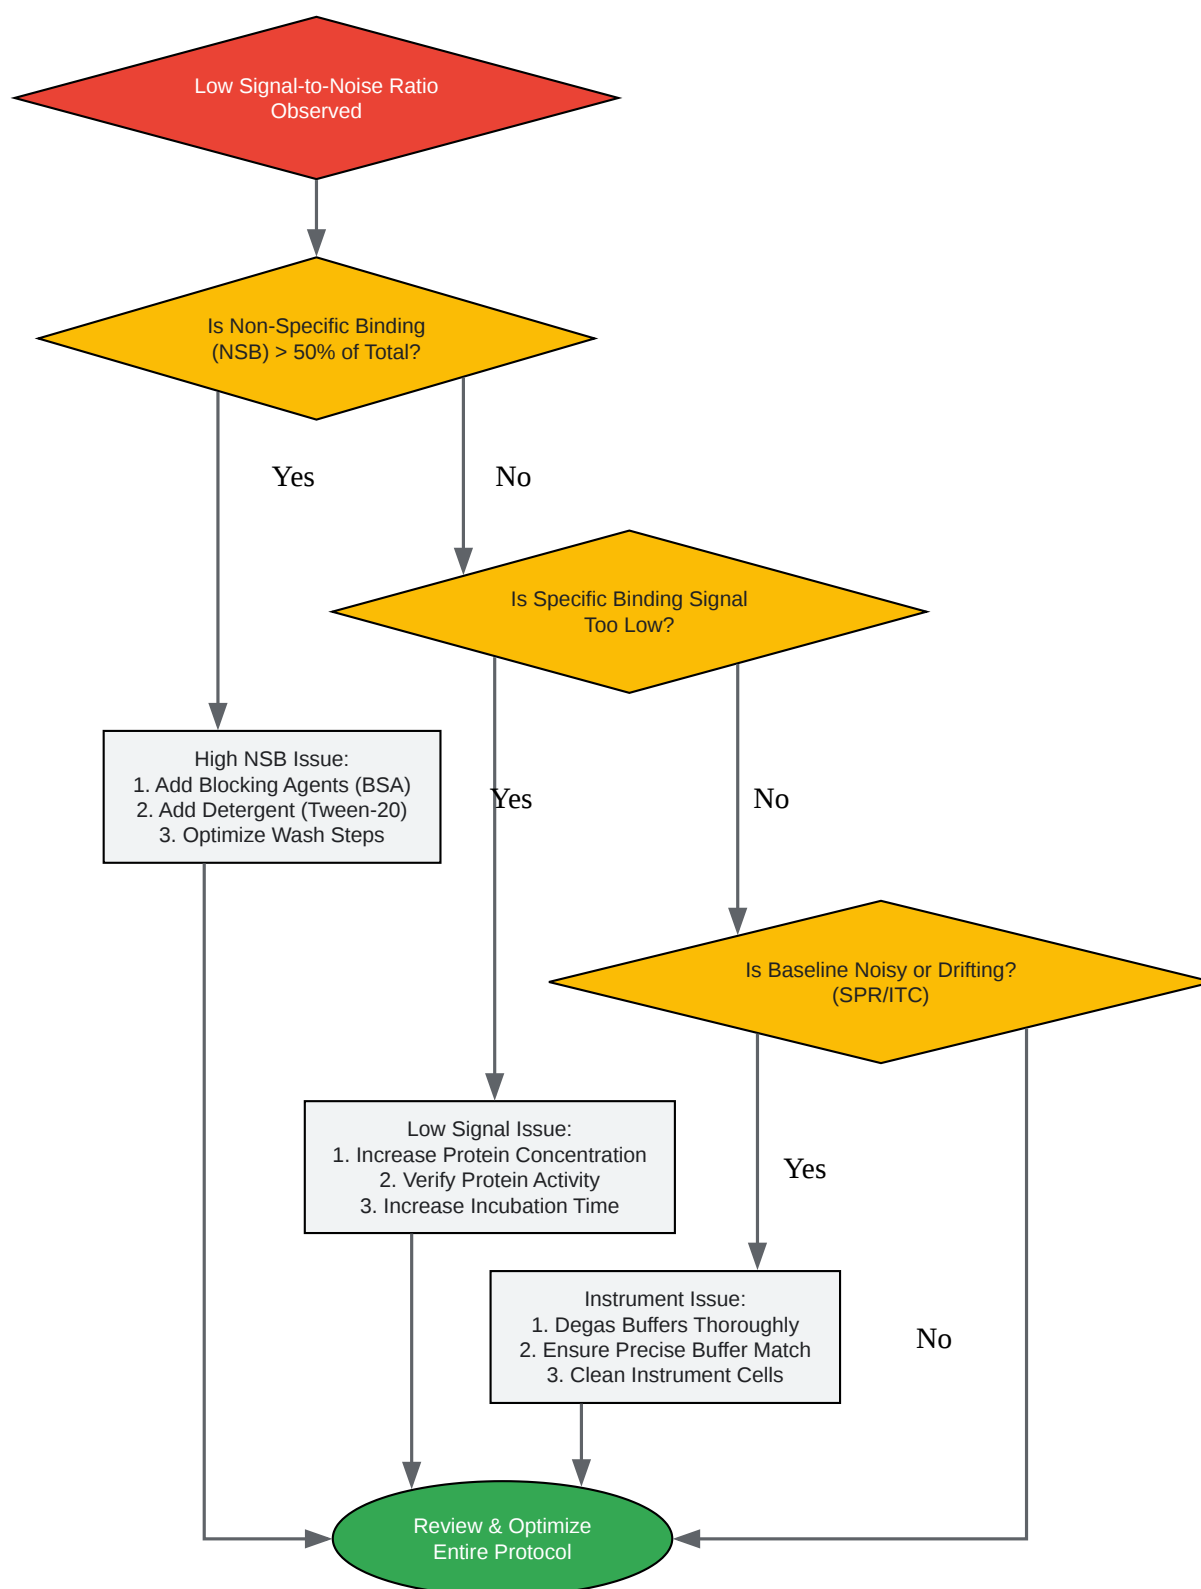 Low Signal-to-Noise Ratio
Observed
Is Non-Specific Binding
(NSB) > 50% of Total?
Yes
No
Is Specific Binding Signal
Too Low?
High NSB Issue:
1. Add Blocking Agents (BSA)
2. Add Detergent (Tween-20)
3. Optimize Wash Steps
Yes
No
Is Baseline Noisy or Drifting?
(SPR/ITC)
Low Signal Issue:
1. Increase Protein Concentration
2. Verify Protein Activity
3. Increase Incubation Time
Yes
Instrument Issue:
1. Degas Buffers Thoroughly
2. Ensure Precise Buffer Match
3. Clean Instrument Cells
No
Review & Optimize
Entire Protocol